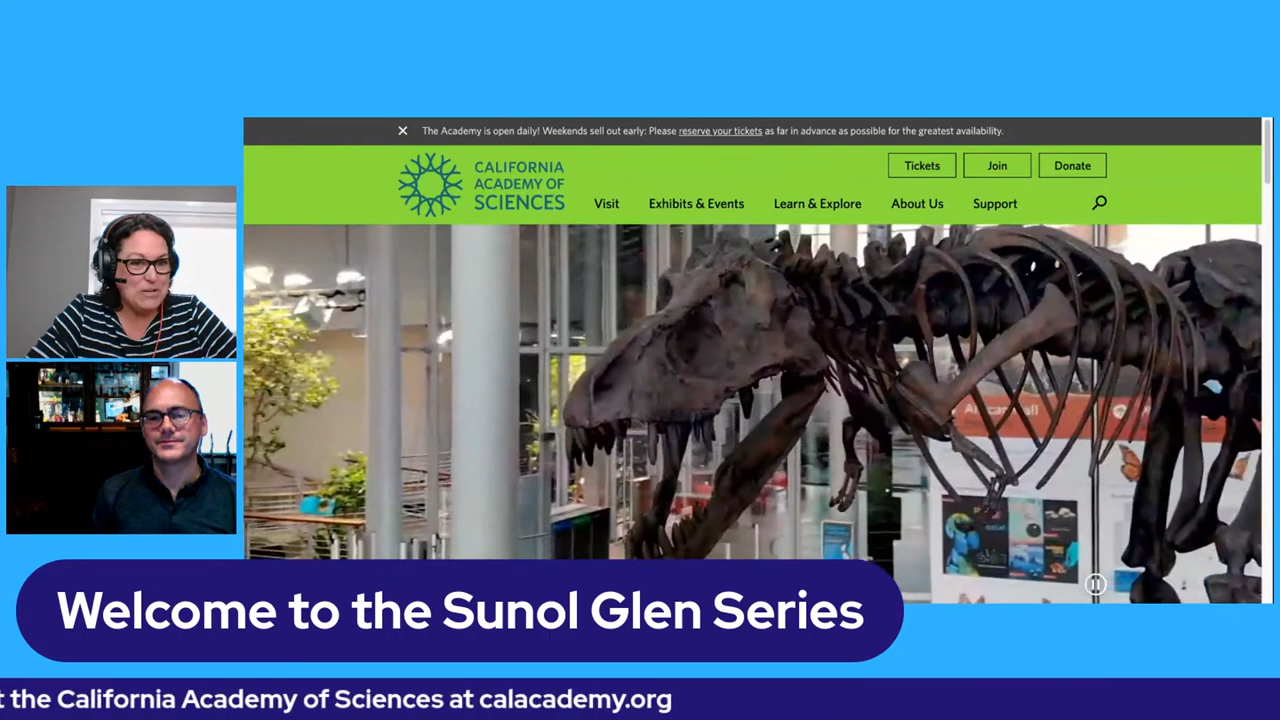 The Academy is open daily! Weekends sell out early: Please reserve your tickets as far in advance as possible for the greatest availability.
Tickets
Join
Donate
CALIFORNIA
ACADEMY OF
SCIENCES
Visit
Exhibits & Events
Learn & Explore
About Us
Support
Welcome to the Sunol Glen Series
the California Academy of Sciences at calacademy.org